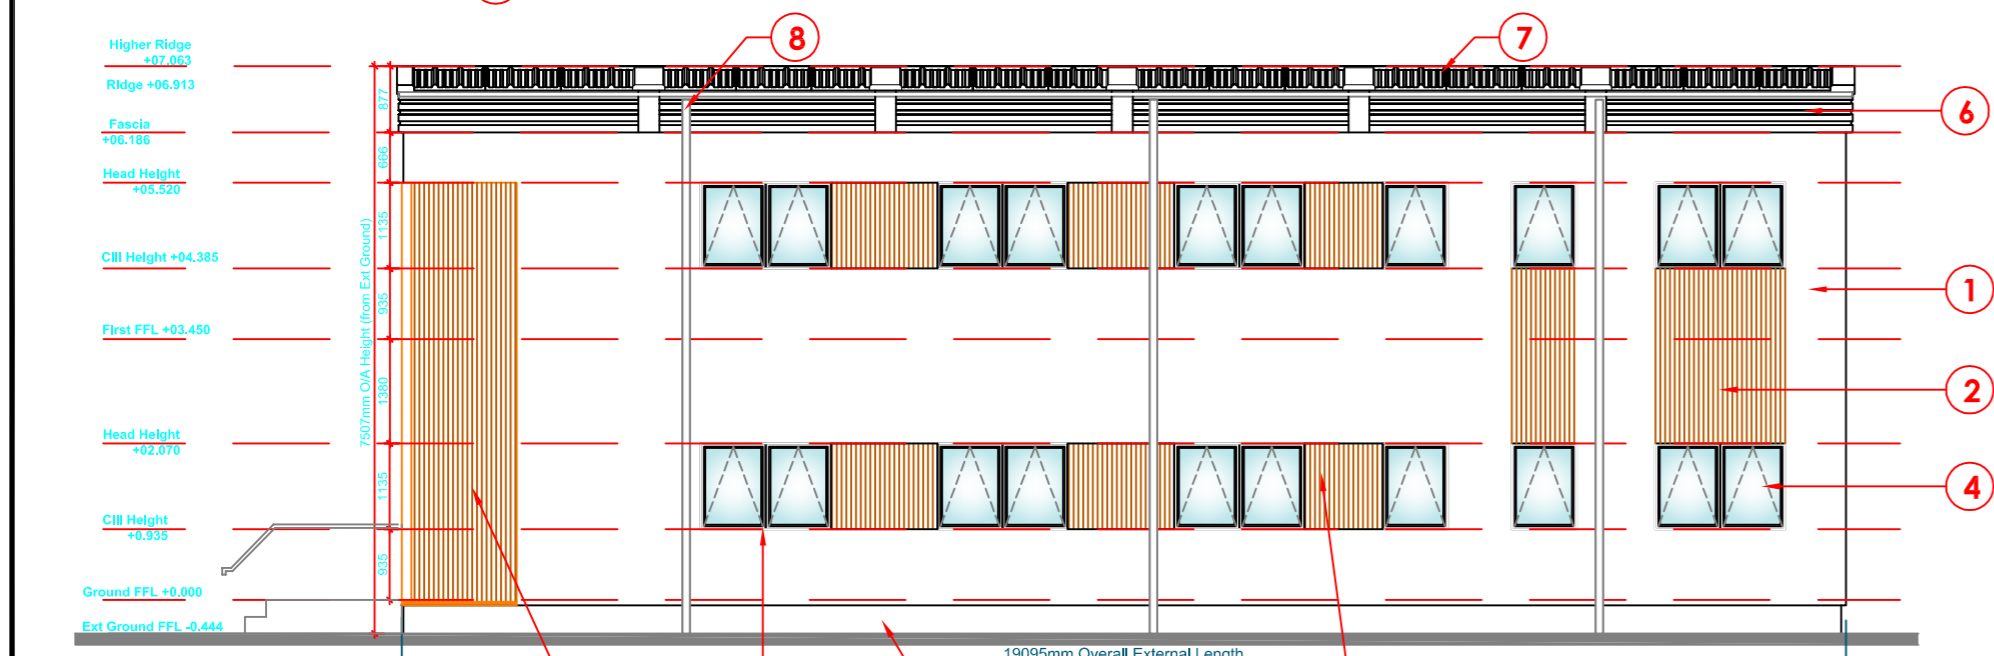 8
7
Higher Ridge
+07.063
Ridge +06.913
877
6
Fascia
+06.186
666
Head Height
+05.520
1135
7507mm O/A Height (from Ext Ground)
Cill Height +04.385
1
935
First FFL +03.450
1380
2
Head Height
+02.070
1135
4
Cill Height
+0.935
935
Ground FFL +0.000
Ext Ground FFL -0.444
19095mm Overall External Length